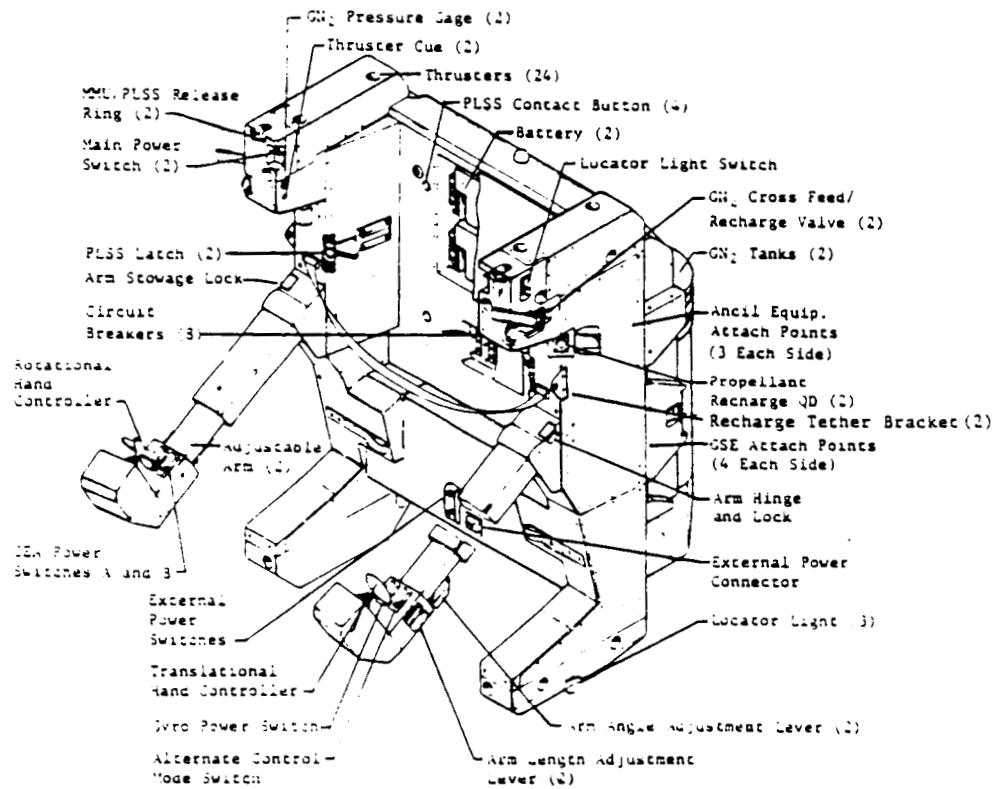 GN2 Pressure Gage (2)
Thruster Cue (2)
Thrusters (24)
MMU/PLSS Release
Ring (2)
PLSS Contact Button (4)
Battery (2)
Main Power
Switch (2)
Locator Light Switch
GN2 Cross Feed/
Recharge Valve (2)
PLSS Latch (2)
GN2 Tanks (2)
Arm Stowage Lock
Circuit
Breakers (8)
Ancil Equip.
Attach Points
(3 Each Side)
Rotational
Hand
Controller
Propellant
Recharge QD (2)
Recharge Tether Bracket (2)
Adjustable
Arm (2)
GSE Attach Points
(4 Each Side)
Arm Hinge
and Lock
Power
Switches A and B
External Power
Connector
External
Power
Switches
Locator Light (3)
Translational
Hand Controller
Gyro Power Switch
Arm Angle Adjustment Lever (2)
Alternate Control
Mode Switch
Arm Length Adjustment
Lever (2)